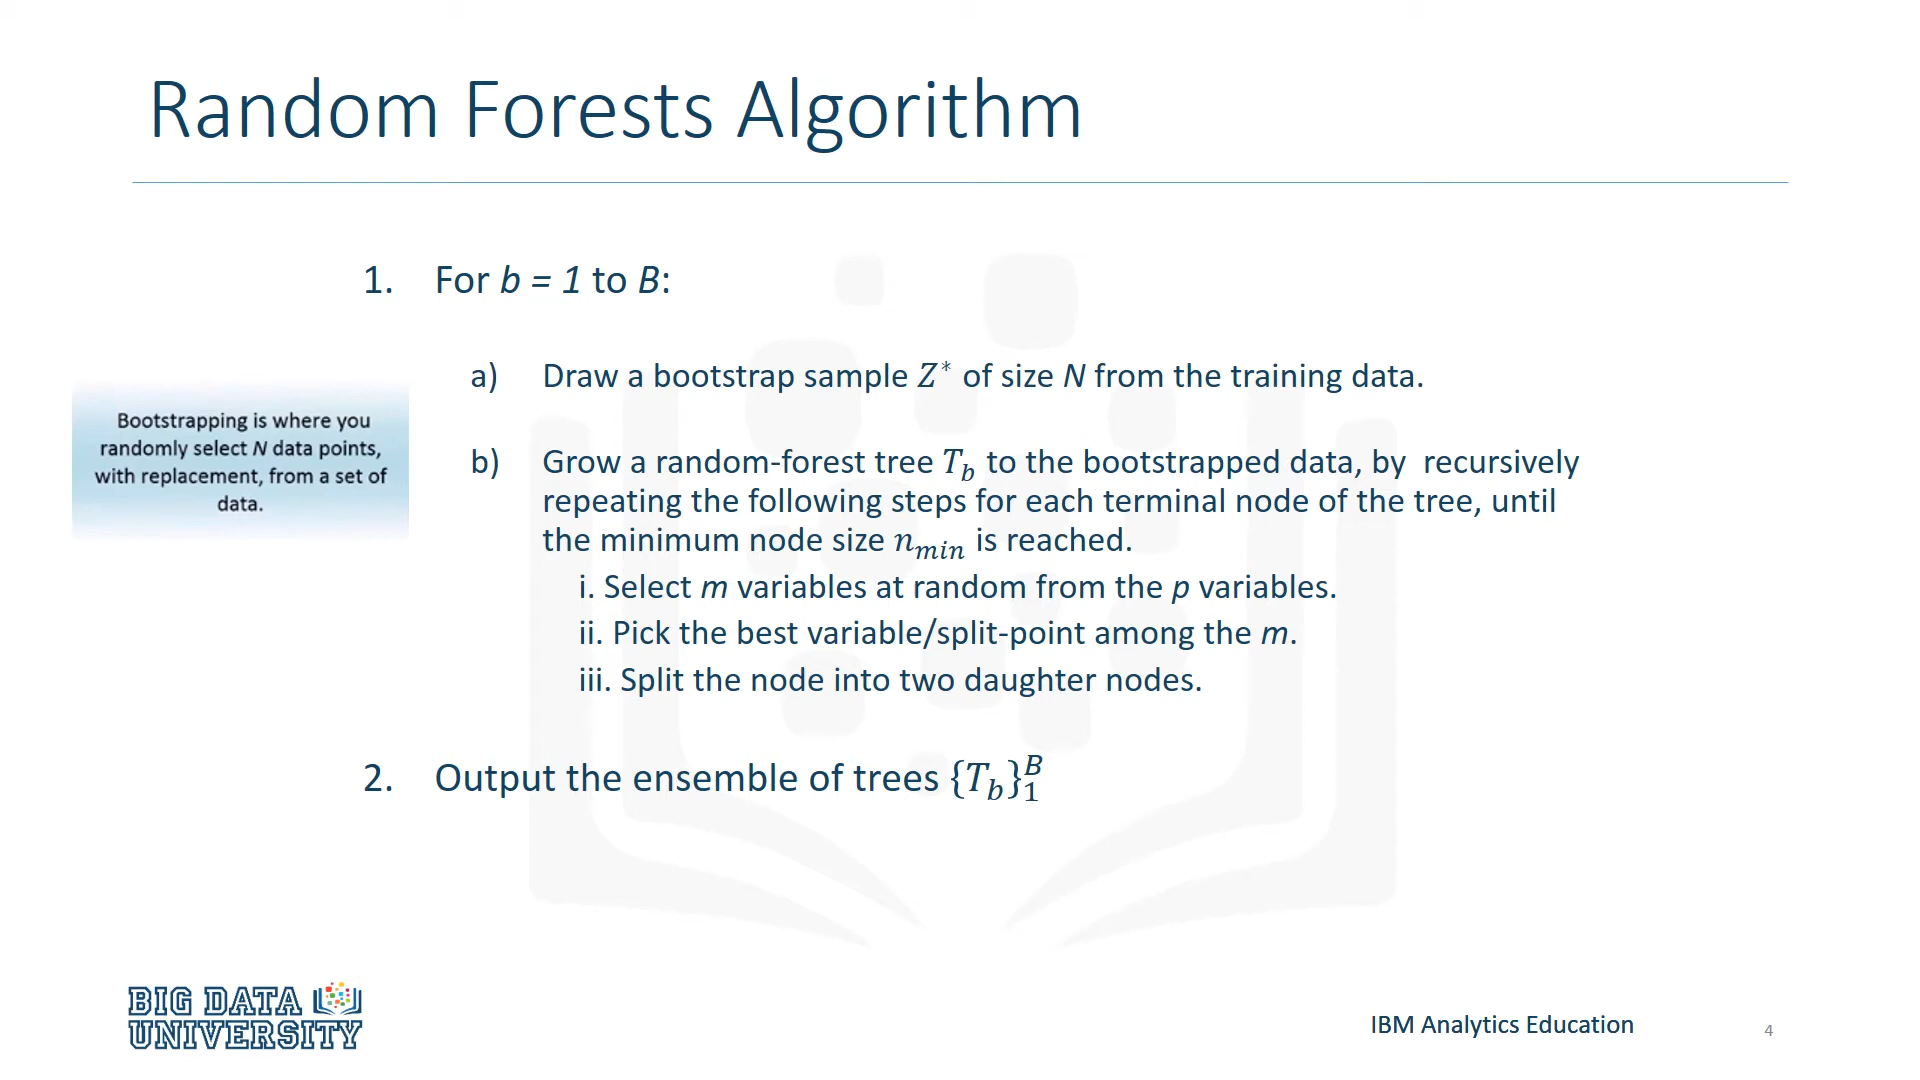 Random Forests Algorithm
1. For b = 1 to B:
a) Draw a bootstrap sample Z* of size N from the training data.
Bootstrapping is where you
randomly select N data points,
with replacement, from a set of
data.
b) Grow a random-forest tree T_b to the bootstrapped data, by recursively
repeating the following steps for each terminal node of the tree, until
the minimum node size n_min is reached.
i. Select m variables at random from the p variables.
ii. Pick the best variable/split-point among the m.
iii. Split the node into two daughter nodes.
2. Output the ensemble of trees {T_b}_1^B
BIG DATA
UNIVERSITY
IBM Analytics Education
4